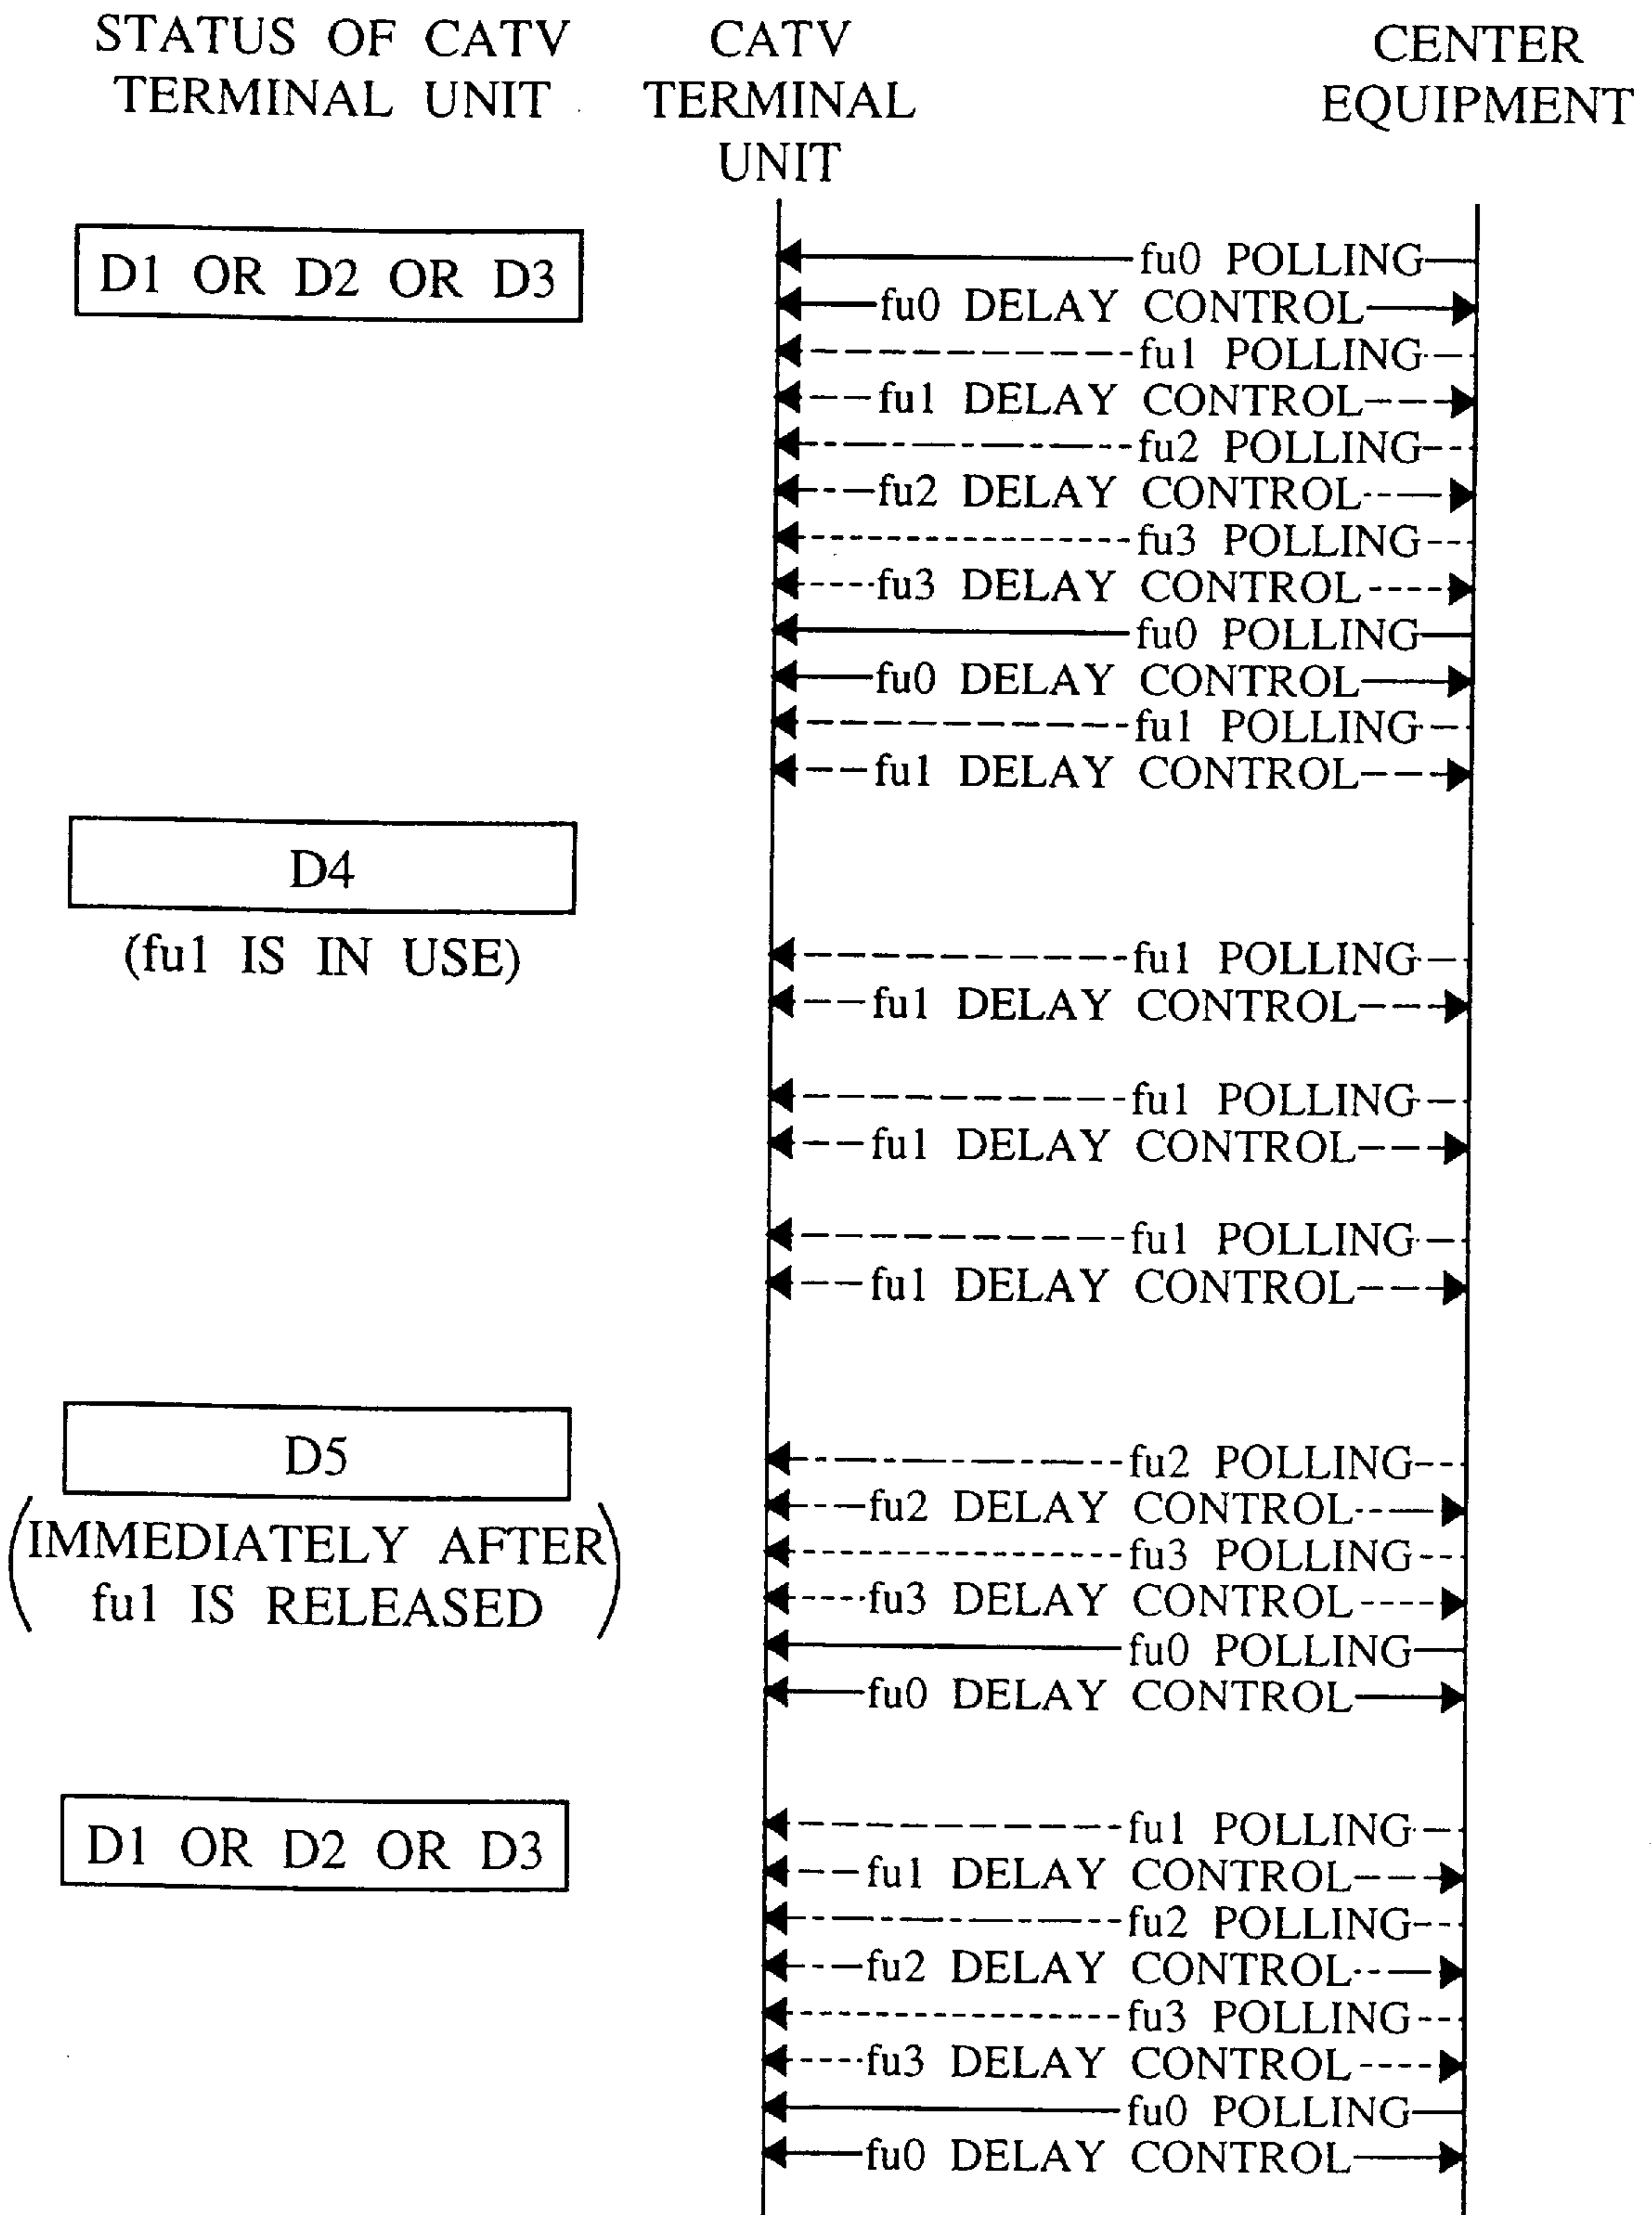 STATUS OF CATV
TERMINAL UNIT
CATV
TERMINAL
UNIT
CENTER
EQUIPMENT
D1 OR D2 OR D3
fu0 POLLING
fu0 DELAY CONTROL
fu1 POLLING
fu1 DELAY CONTROL
fu2 POLLING
fu2 DELAY CONTROL
fu3 POLLING
fu3 DELAY CONTROL
fu0 POLLING
fu0 DELAY CONTROL
fu1 POLLING
fu1 DELAY CONTROL
D4
(fu1 IS IN USE)
fu1 POLLING
fu1 DELAY CONTROL
fu1 POLLING
fu1 DELAY CONTROL
fu1 POLLING
fu1 DELAY CONTROL
D5
(IMMEDIATELY AFTER
fu1 IS RELEASED)
fu2 POLLING
fu2 DELAY CONTROL
fu3 POLLING
fu3 DELAY CONTROL
fu0 POLLING
fu0 DELAY CONTROL
D1 OR D2 OR D3
fu1 POLLING
fu1 DELAY CONTROL
fu2 POLLING
fu2 DELAY CONTROL
fu3 POLLING
fu3 DELAY CONTROL
fu0 POLLING
fu0 DELAY CONTROL